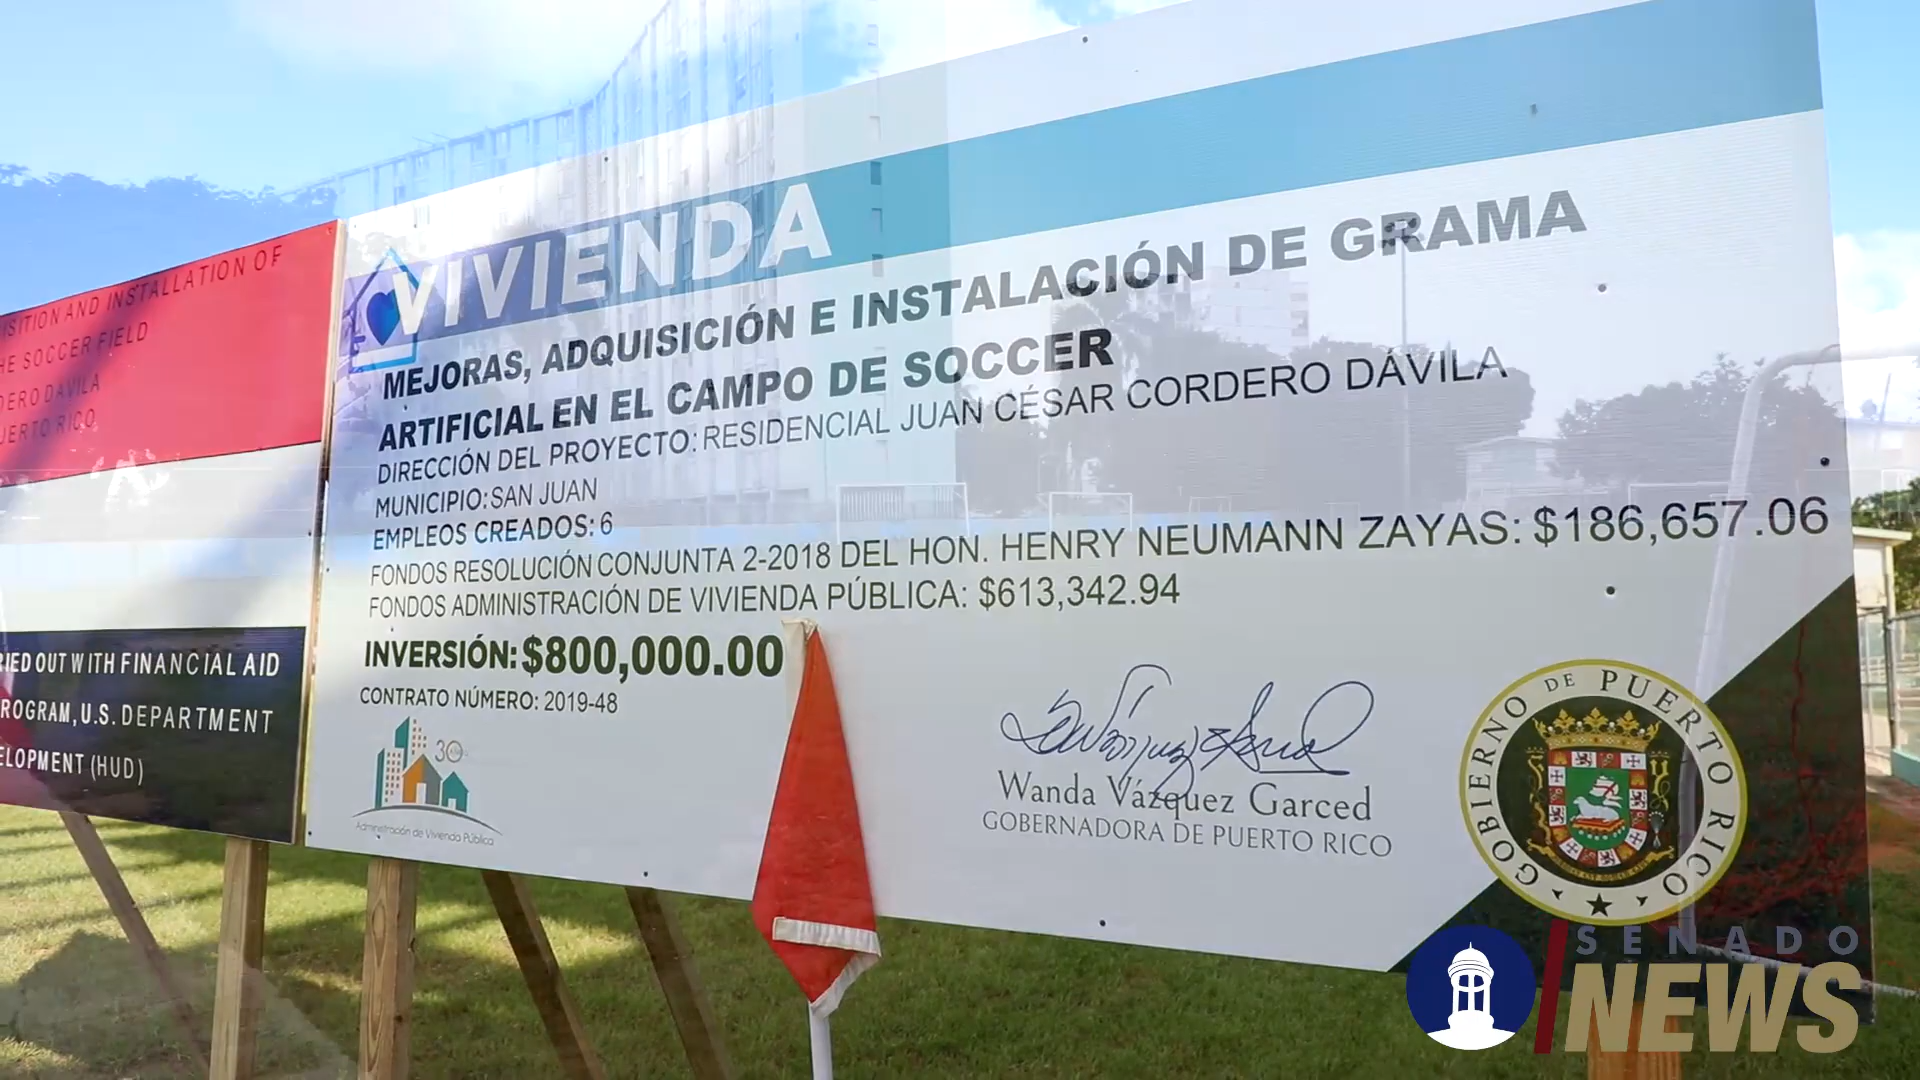 ISITION AND INSTALLATION OF
HE SOCCER FIELD
DERO DAVILA
UERTO RICO
RIED OUT WITH FINANCIAL AID
ROGRAM, U.S. DEPARTMENT
ELOPMENT (HUD)
VIVIENDA
MEJORAS, ADQUISICIÓN E INSTALACIÓN DE GRAMA
ARTIFICIAL EN EL CAMPO DE SOCCER
DIRECCIÓN DEL PROYECTO: RESIDENCIAL JUAN CÉSAR CORDERO DÁVILA
MUNICIPIO: SAN JUAN
EMPLEOS CREADOS: 6
FONDOS RESOLUCIÓN CONJUNTA 2-2018 DEL HON. HENRY NEUMANN ZAYAS: $186,657.06
FONDOS ADMINISTRACIÓN DE VIVIENDA PÚBLICA: $613,342.94
INVERSIÓN: $800,000.00
CONTRATO NÚMERO: 2019-48
30
Administración de Vivienda Pública
Wanda Vázquez Garced
GOBERNADORA DE PUERTO RICO
GOBIERNO DE PUERTO RICO
SENADO
NEWS